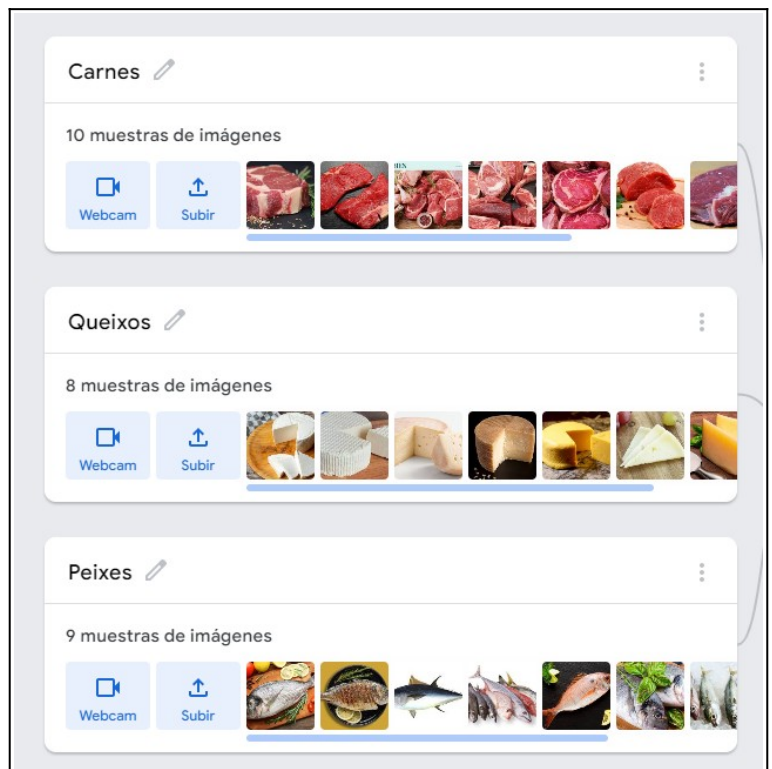 Carnes
10 muestras de imágenes
Webcam
Subir
Queixos
8 muestras de imágenes
Webcam
Subir
Peixes
9 muestras de imágenes
Webcam
Subir